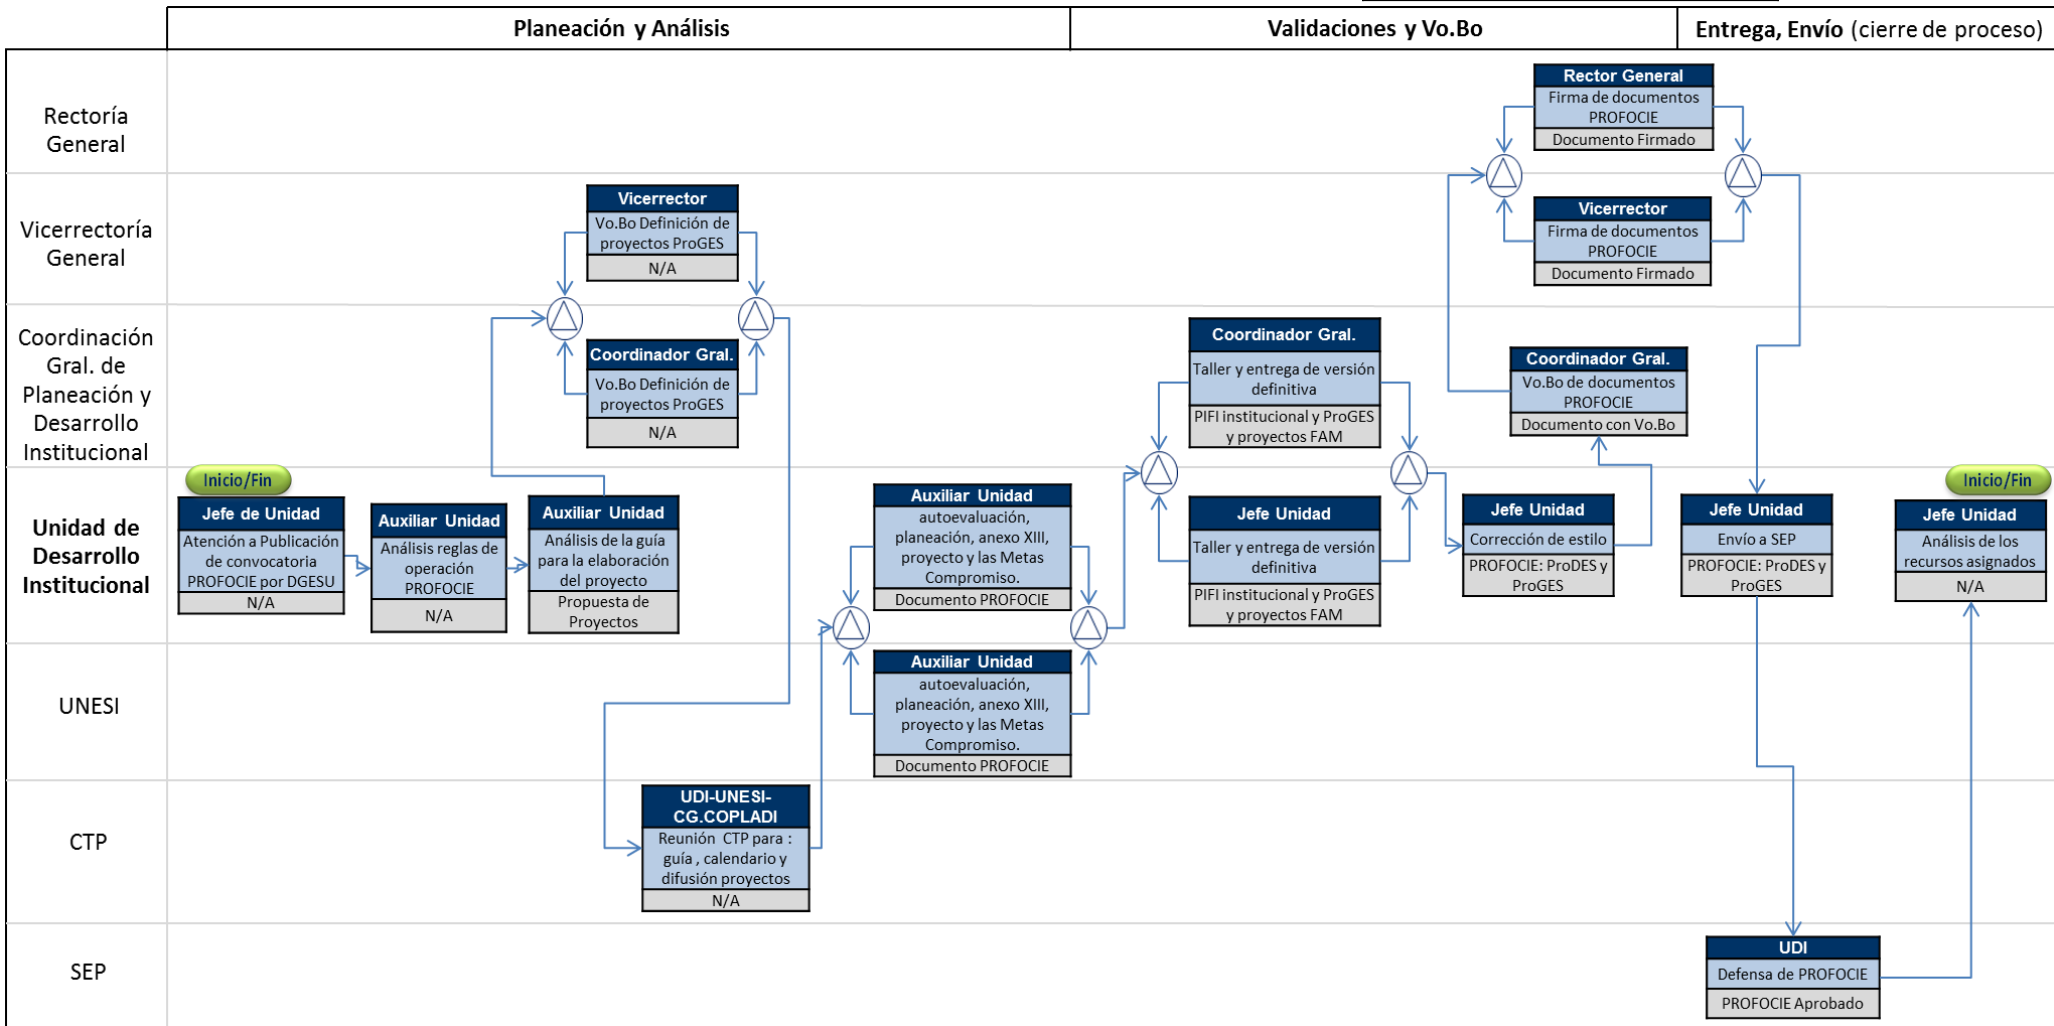 Planeación y Análisis
Validaciones y Vo.Bo
Entrega, Envío (cierre de proceso)
Rectoría
General
Rector General
Firma de documentos
PROFOCIE
Documento Firmado
Vicerrectoría
General
Vicerrector
Vo.Bo Definición de
proyectos ProGES
N/A
Vicerrector
Firma de documentos
PROFOCIE
Documento Firmado
Coordinación
Gral. de
Planeación y
Desarrollo
Institucional
Coordinador Gral.
Vo.Bo Definición de
proyectos ProGES
N/A
Coordinador Gral.
Taller y entrega de versión
definitiva
PIFI institucional y ProGES
y proyectos FAM
Coordinador Gral.
Vo.Bo de documentos
PROFOCIE
Documento con Vo.Bo
Unidad de
Desarrollo
Institucional
Inicio/Fin
Jefe de Unidad
Atención a Publicación
de convocatoria
PROFOCIE por DGESU
N/A
Auxiliar Unidad
Análisis reglas de
operación
PROFOCIE
N/A
Auxiliar Unidad
Análisis de la guía
para la elaboración
del proyecto
Propuesta de
Proyectos
Auxiliar Unidad
autoevaluación,
planeación, anexo XIII,
proyecto y las Metas
Compromiso.
Documento PROFOCIE
Jefe Unidad
Taller y entrega de versión
definitiva
PIFI institucional y ProGES
y proyectos FAM
Jefe Unidad
Corrección de estilo
PROFOCIE: ProDES y
ProGES
Jefe Unidad
Envío a SEP
PROFOCIE: ProDES y
ProGES
Inicio/Fin
Jefe Unidad
Análisis de los
recursos asignados
N/A
UNESI
Auxiliar Unidad
autoevaluación,
planeación, anexo XIII,
proyecto y las Metas
Compromiso.
Documento PROFOCIE
CTP
UDI-UNESI-
CG.COPLADI
Reunión CTP para :
guía , calendario y
difusión proyectos
N/A
SEP
UDI
Defensa de PROFOCIE
PROFOCIE Aprobado